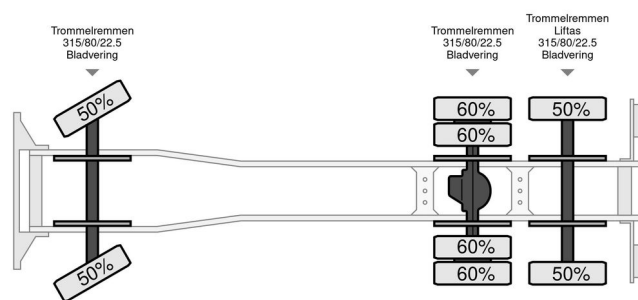 Trommelremmen
315/80/22.5
Bladvering
Trommelremmen
315/80/22.5
Bladvering
Trommelremmen
Liftas
315/80/22.5
Bladvering
50%
60%
50%
60%
60%
50%
60%
50%